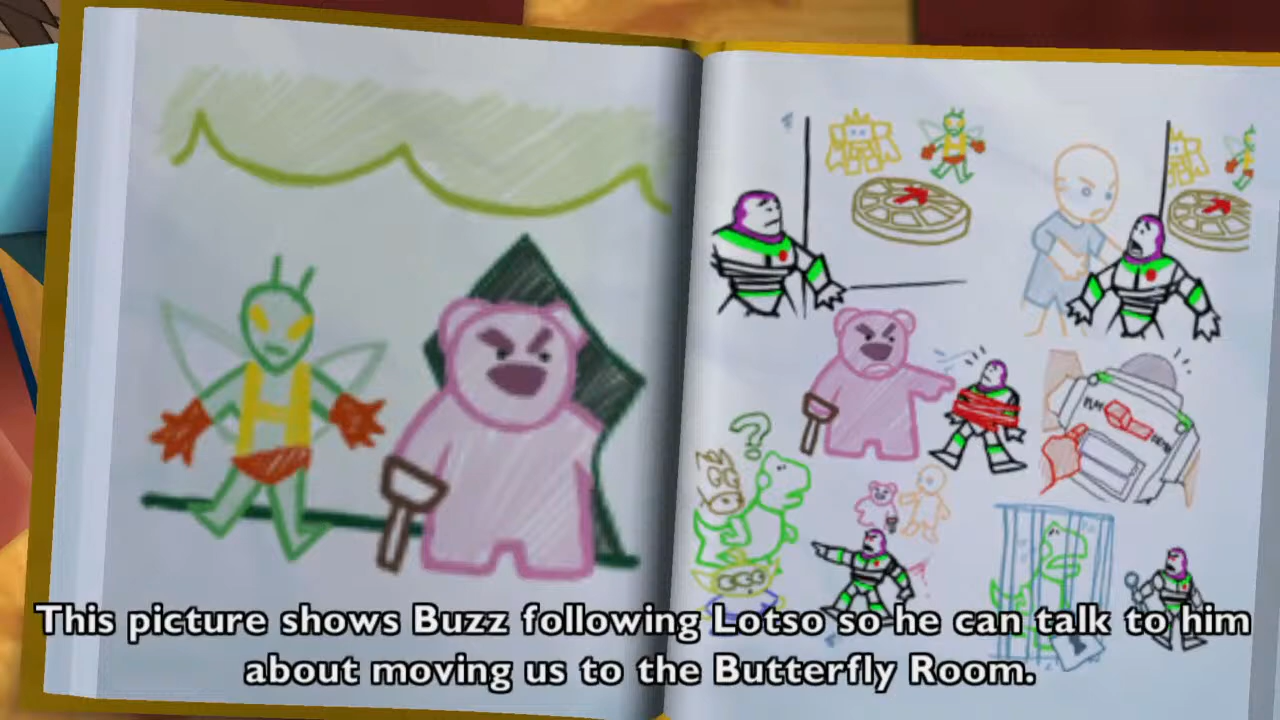 PLAY
This picture shows Buzz following Lotso so he can talk to him
about moving us to the Butterfly Room.